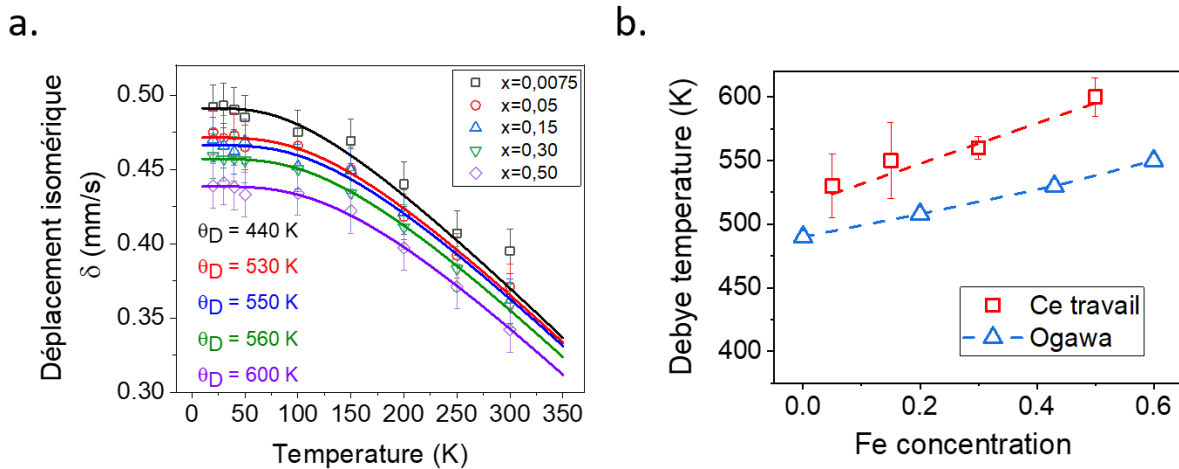 a.
Déplacement isomérique
δ (mm/s)
0.50
0.45
0.40
0.35
0.30
x=0,0075
x=0,05
x=0,15
x=0,30
x=0,50
θD = 440 K
θD = 530 K
θD = 550 K
θD = 560 K
θD = 600 K
0 50 100 150 200 250 300 350
Temperature (K)
b.
Debye temperature (K)
600
550
500
450
400
Ce travail
Ogawa
0.0 0.2 0.4 0.6
Fe concentration